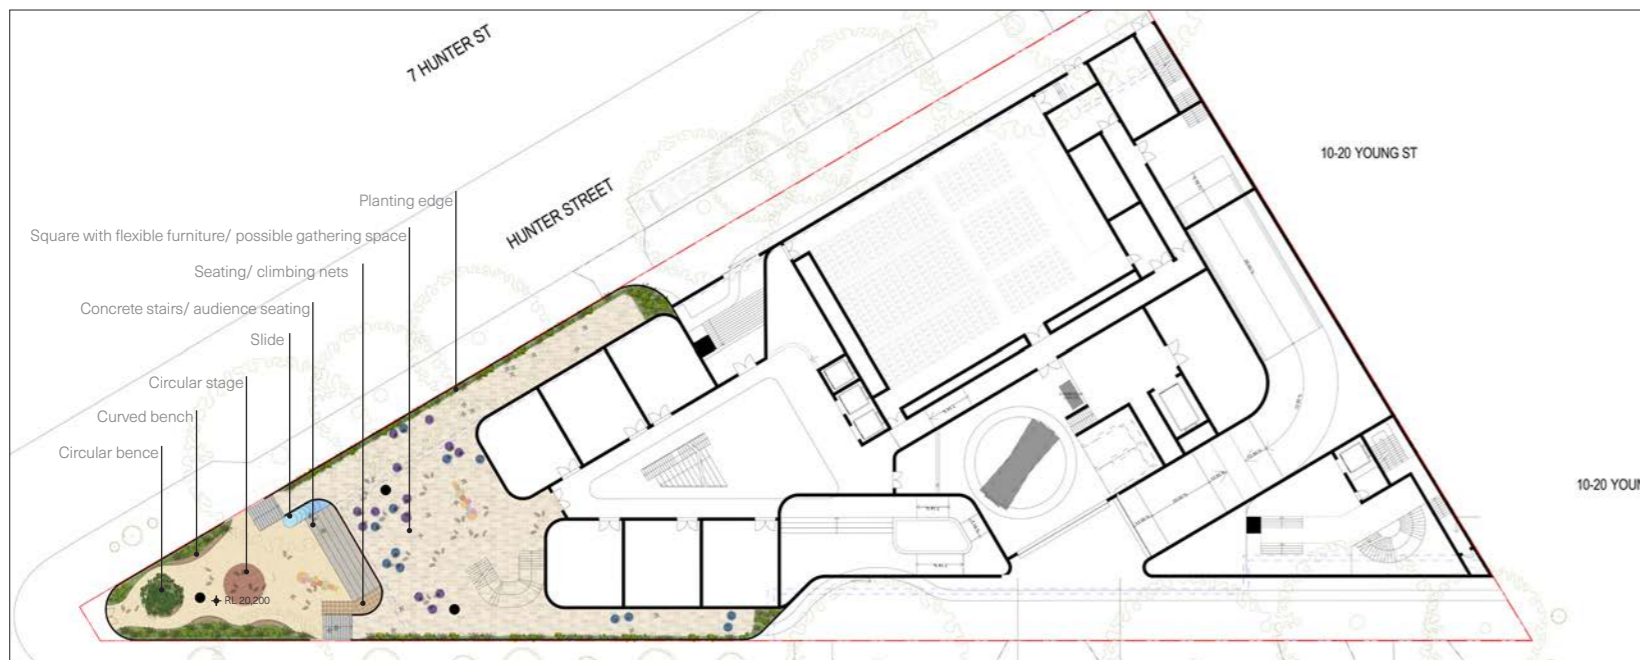 7 HUNTER ST
10-20 YOUNG ST
Planting edge
HUNTER STREET
Square with flexible furniture/ possible gathering space
Seating/ climbing nets
Concrete stairs/ audience seating
Slide
Circular stage
Curved bench
Circular bence
10-20 YOUN
RL 20,200